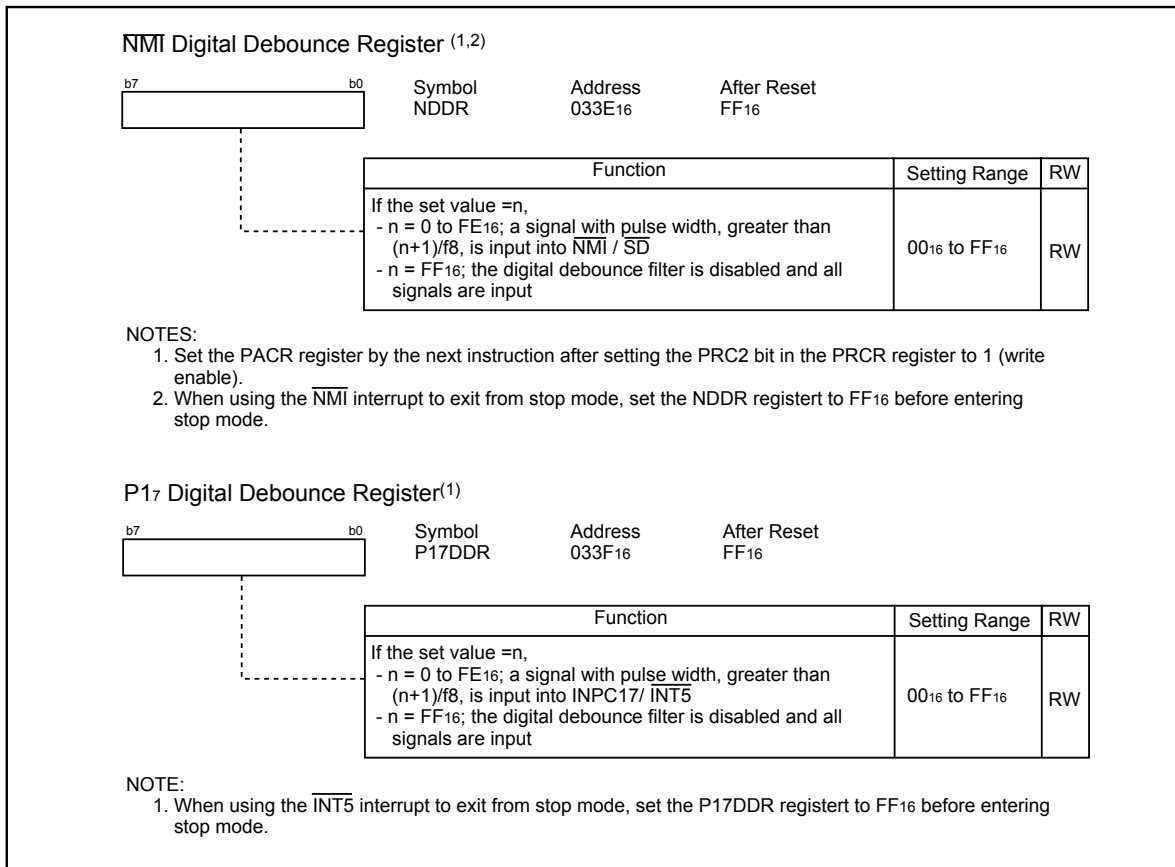 NMI Digital Debounce Register (1,2)
b7 b0 Symbol Address After Reset
NDDR 033E16 FF16
Function Setting Range RW
If the set value =n,
- n = 0 to FE16; a signal with pulse width, greater than
(n+1)/f8, is input into NMI / SD
- n = FF16; the digital debounce filter is disabled and all
signals are input
0016 to FF16 RW
NOTES:
1. Set the PACR register by the next instruction after setting the PRC2 bit in the PRCR register to 1 (write
enable).
2. When using the NMI interrupt to exit from stop mode, set the NDDR registert to FF16 before entering
stop mode.
P17 Digital Debounce Register(1)
b7 b0 Symbol Address After Reset
P17DDR 033F16 FF16
Function Setting Range RW
If the set value =n,
- n = 0 to FE16; a signal with pulse width, greater than
(n+1)/f8, is input into INPC17/ INT5
- n = FF16; the digital debounce filter is disabled and all
signals are input
0016 to FF16 RW
NOTE:
1. When using the INT5 interrupt to exit from stop mode, set the P17DDR registert to FF16 before entering
stop mode.